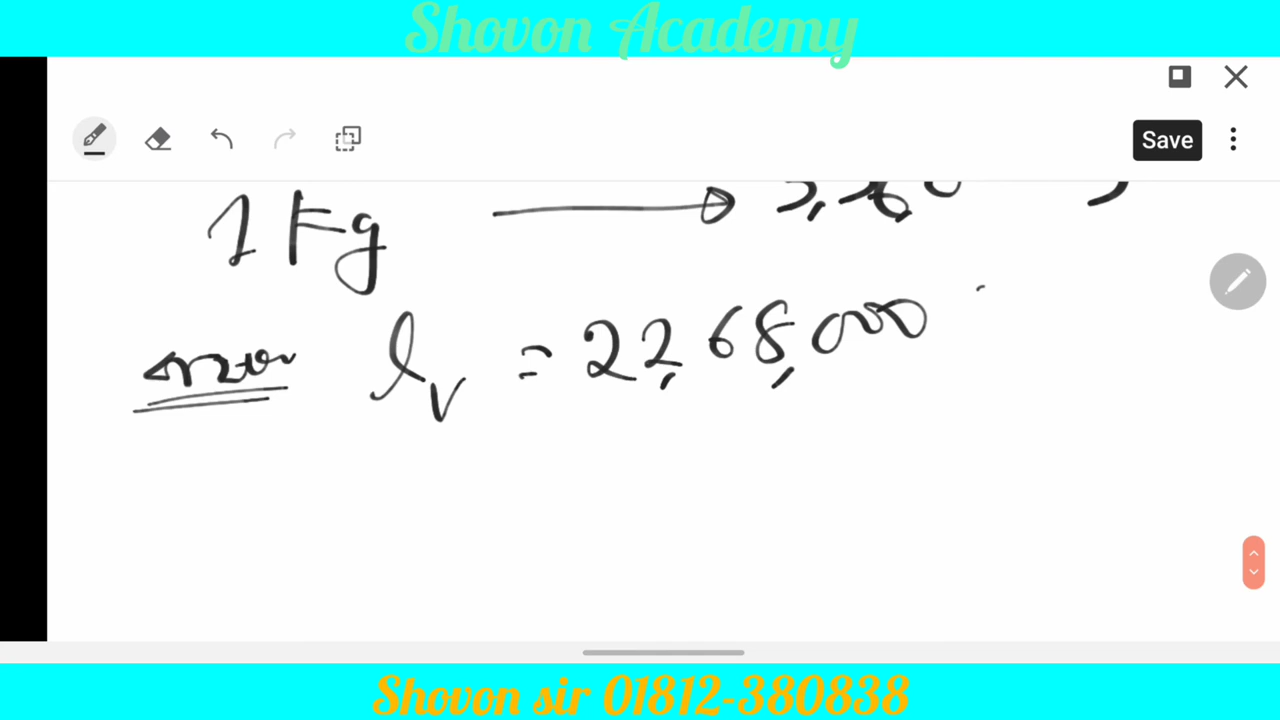 Shovon Academy
Save
1 Kg
l_v = 22,68,000
Shovon sir 01812-380838